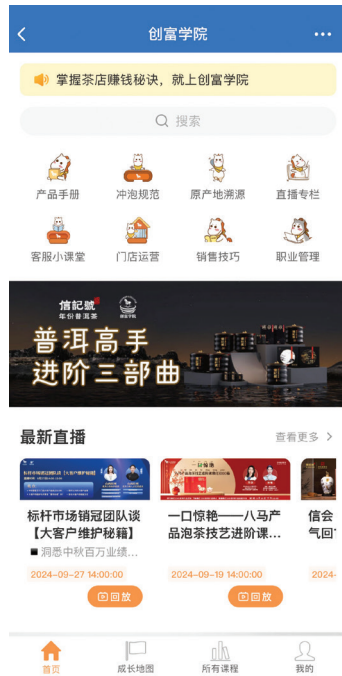 创富学院
掌握茶店赚钱秘诀，就上创富学院
搜索
产品手册
冲泡规范
原产地溯源
直播专栏
客服小课堂
门店运营
销售技巧
职业管理
信記號
年份普洱茶
普洱高手
进阶三部曲
最新直播
查看更多
一口惊艳
标杆市场销冠团队谈
【大客户维护秘籍】
■ 洞悉中秋百万业绩...
2024-09-27 14:00:00
回放
一口惊艳——八马产
品泡茶技艺进阶课...
2024-09-19 14:00:00
回放
信会
气回
2024-
首页
成长地图
所有课程
我的